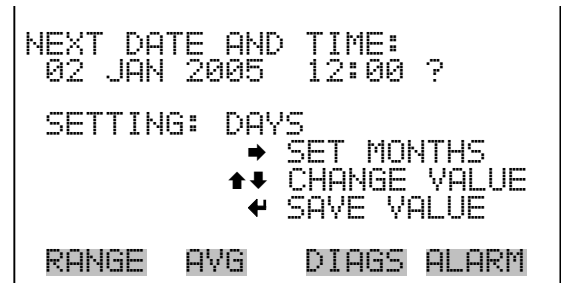 NEXT DATE AND TIME:
02 JAN 2005 12:00 ?
SETTING: DAYS
➡ SET MONTHS
⬆⬇ CHANGE VALUE
↵ SAVE VALUE
RANGE AVG DIAGS ALARM